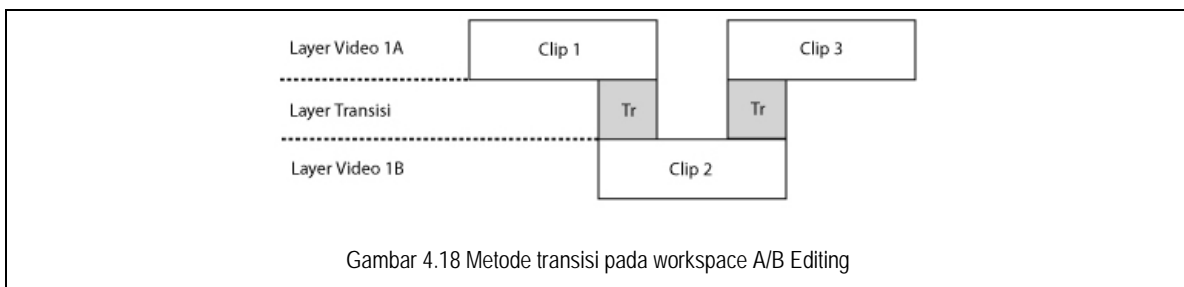 Layer Video 1A Clip 1 Clip 3
Layer Transisi Tr Tr
Layer Video 1B Clip 2
Gambar 4.18 Metode transisi pada workspace A/B Editing